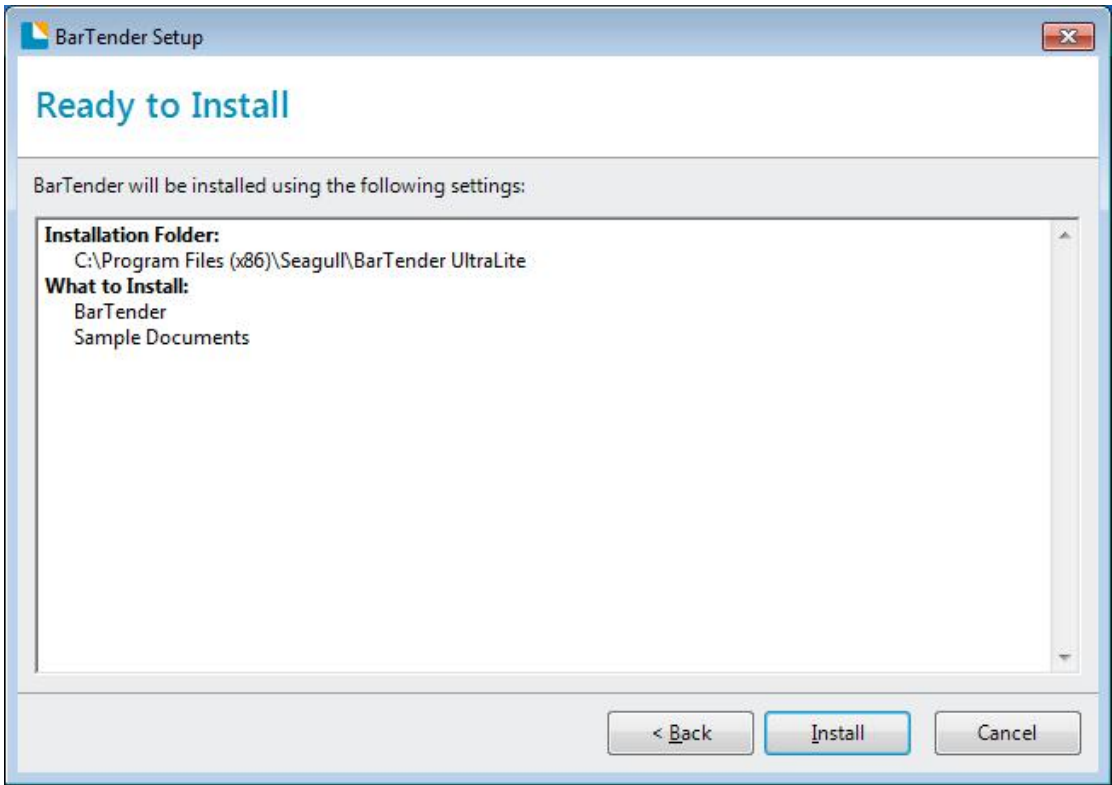 BarTender Setup
Ready to Install
BarTender will be installed using the following settings:
Installation Folder:
C:\Program Files (x86)\Seagull\BarTender UltraLite
What to Install:
BarTender
Sample Documents
< Back Install Cancel